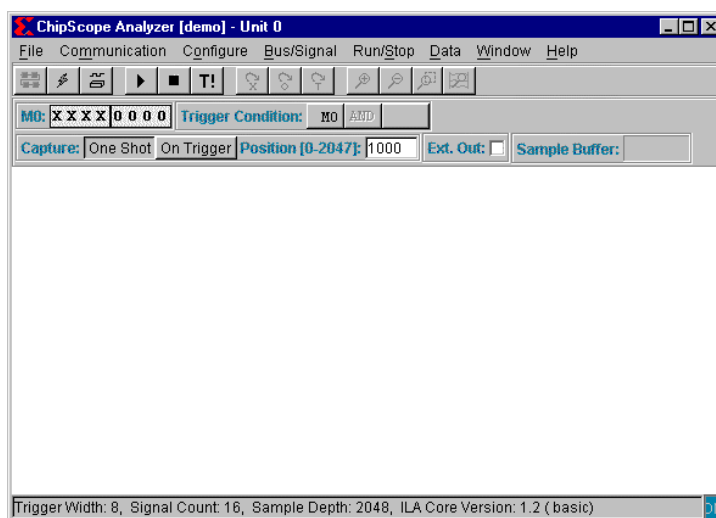 ChipScope Analyzer [demo] - Unit 0
File Communication Configure Bus/Signal Run/Stop Data Window Help
T! X O T
M0: X X X X 0 0 0 0 Trigger Condition: M0 AND
Capture: One Shot On Trigger Position [0-2047]: 1000 Ext. Out: Sample Buffer:
Trigger Width: 8, Signal Count: 16, Sample Depth: 2048, ILA Core Version: 1.2 ( basic)